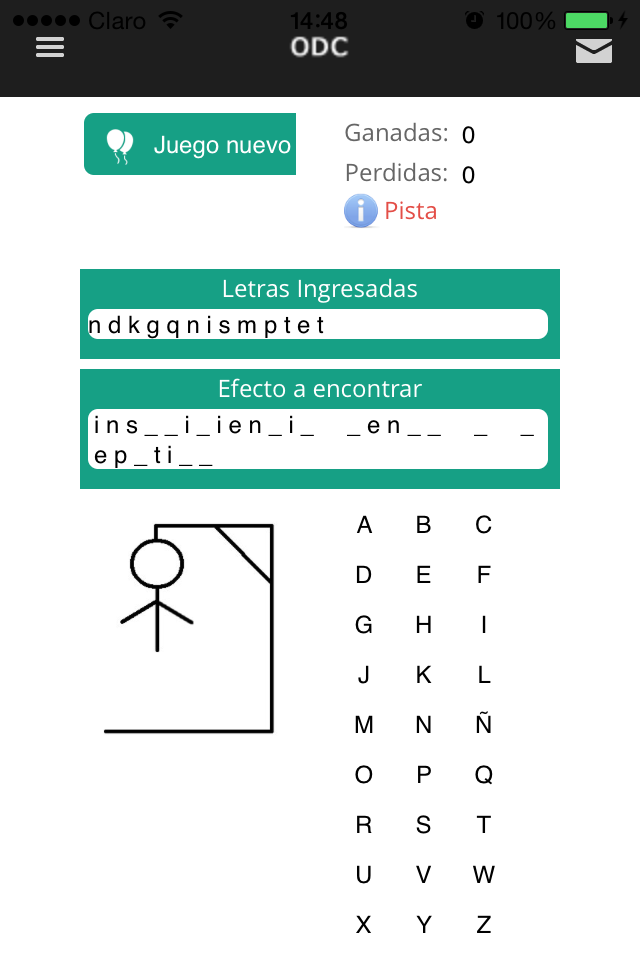 Claro 14:48 100%
ODC
Juego nuevo
Ganadas: 0
Perdidas: 0
i Pista
Letras Ingresadas
n d k g q n i s m p t e t
Efecto a encontrar
i n s _ _ i _ i e n _ i _ _ e n _ _ _ _
e p _ t i _ _
A B C
D E F
G H I
J K L
M N Ñ
O P Q
R S T
U V W
X Y Z